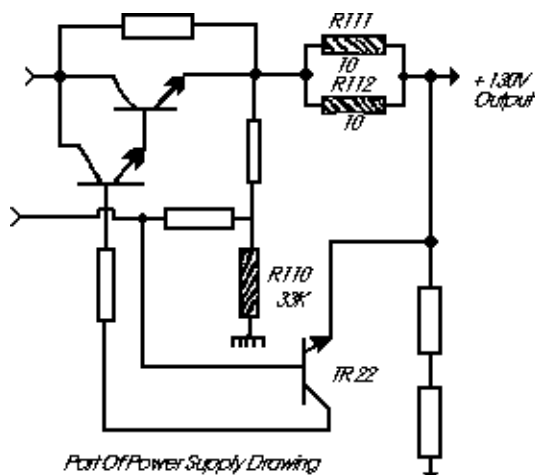 R111
10
R112
10
+130V
Output
R110
33K
TR22
Part Of Power Supply Drawing